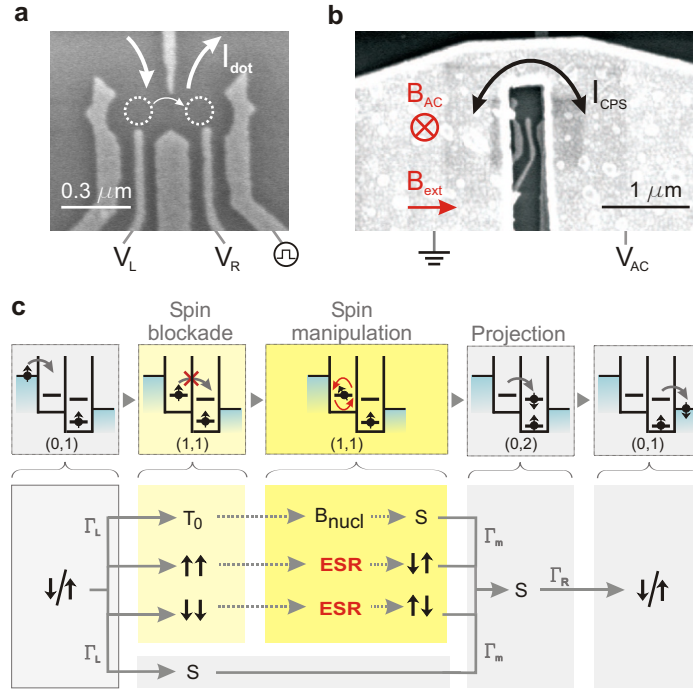 a
I_dot
0.3 μm
V_L
V_R
b
B_AC
I_CPS
B_ext
1 μm
V_AC
c
Spin blockade
Spin manipulation
Projection
(0,1)
(1,1)
(1,1)
(0,2)
(0,1)
Γ_L
T_0
B_nucl
S
Γ_m
↓/↑
↑↑
ESR
↓↑
S
Γ_R
↓/↑
↓↓
ESR
↑↓
Γ_L
S
Γ_m